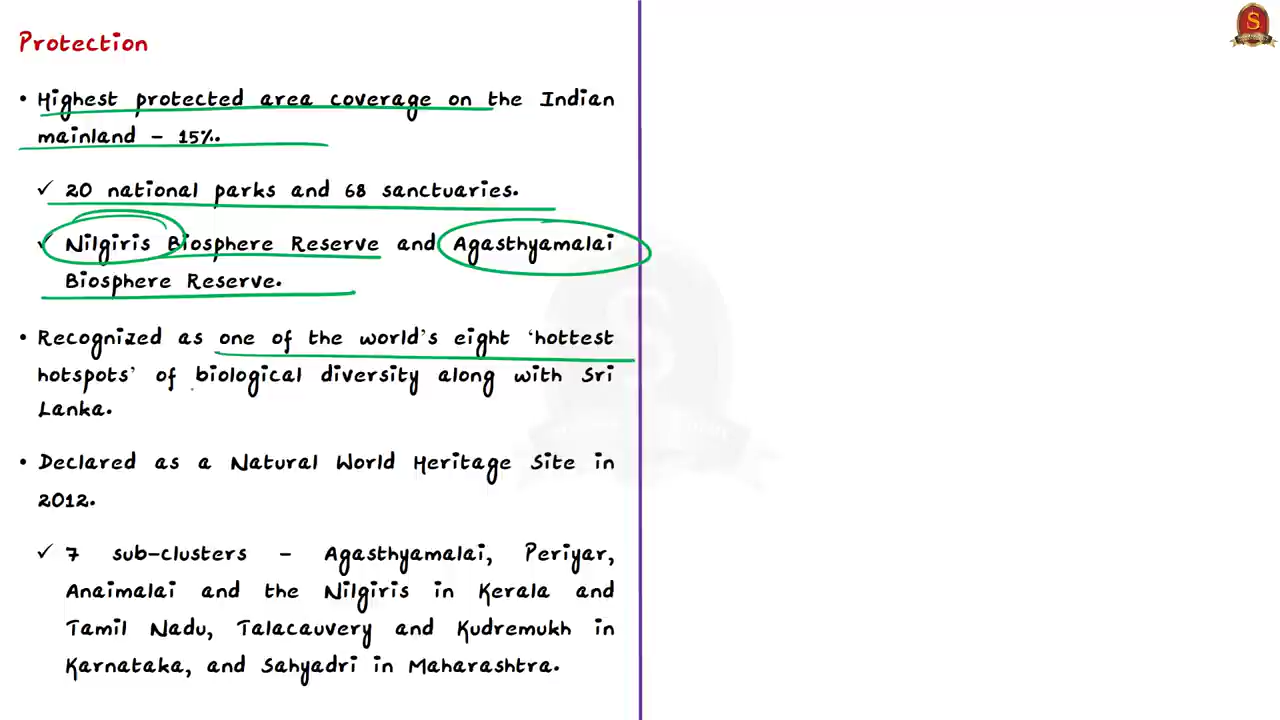 Protection
• Highest protected area coverage on the Indian
mainland – 15%.
✓ 20 national parks and 68 sanctuaries.
✓ Nilgiris Biosphere Reserve and Agasthyamalai
Biosphere Reserve.
• Recognized as one of the world's eight 'hottest
hotspots' of biological diversity along with Sri
Lanka.
• Declared as a Natural World Heritage Site in
2012.
✓ 7 sub-clusters – Agasthyamalai, Periyar,
Anaimalai and the Nilgiris in Kerala and
Tamil Nadu, Talacauvery and Kudremukh in
Karnataka, and Sahyadri in Maharashtra.
S